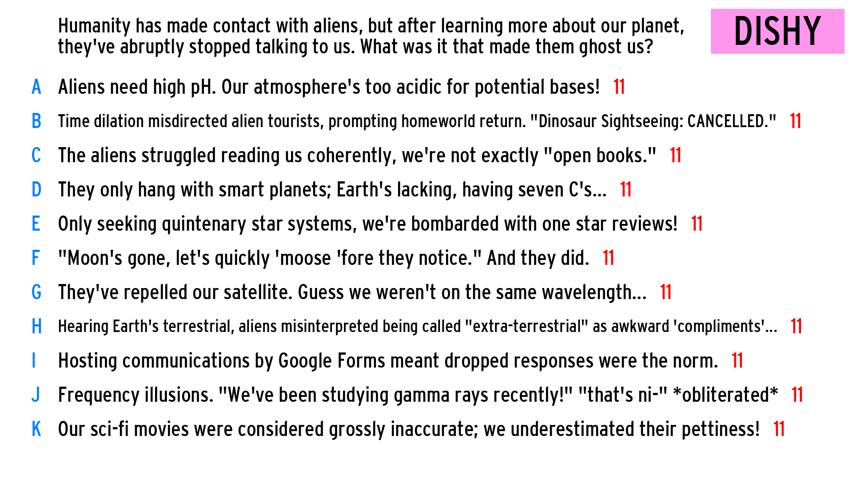 Humanity has made contact with aliens, but after learning more about our planet,
they've abruptly stopped talking to us. What was it that made them ghost us?
DISHY
A Aliens need high pH. Our atmosphere's too acidic for potential bases! 11
B Time dilation misdirected alien tourists, prompting homeworld return. "Dinosaur Sightseeing: CANCELLED." 11
C The aliens struggled reading us coherently, we're not exactly "open books." 11
D They only hang with smart planets; Earth's lacking, having seven C's... 11
E Only seeking quintenary star systems, we're bombarded with one star reviews! 11
F "Moon's gone, let's quickly 'moose 'fore they notice." And they did. 11
G They've repelled our satellite. Guess we weren't on the same wavelength... 11
H Hearing Earth's terrestrial, aliens misinterpreted being called "extra-terrestrial" as awkward 'compliments'... 11
I Hosting communications by Google Forms meant dropped responses were the norm. 11
J Frequency illusions. "We've been studying gamma rays recently!" "that's ni-" *obliterated* 11
K Our sci-fi movies were considered grossly inaccurate; we underestimated their pettiness! 11